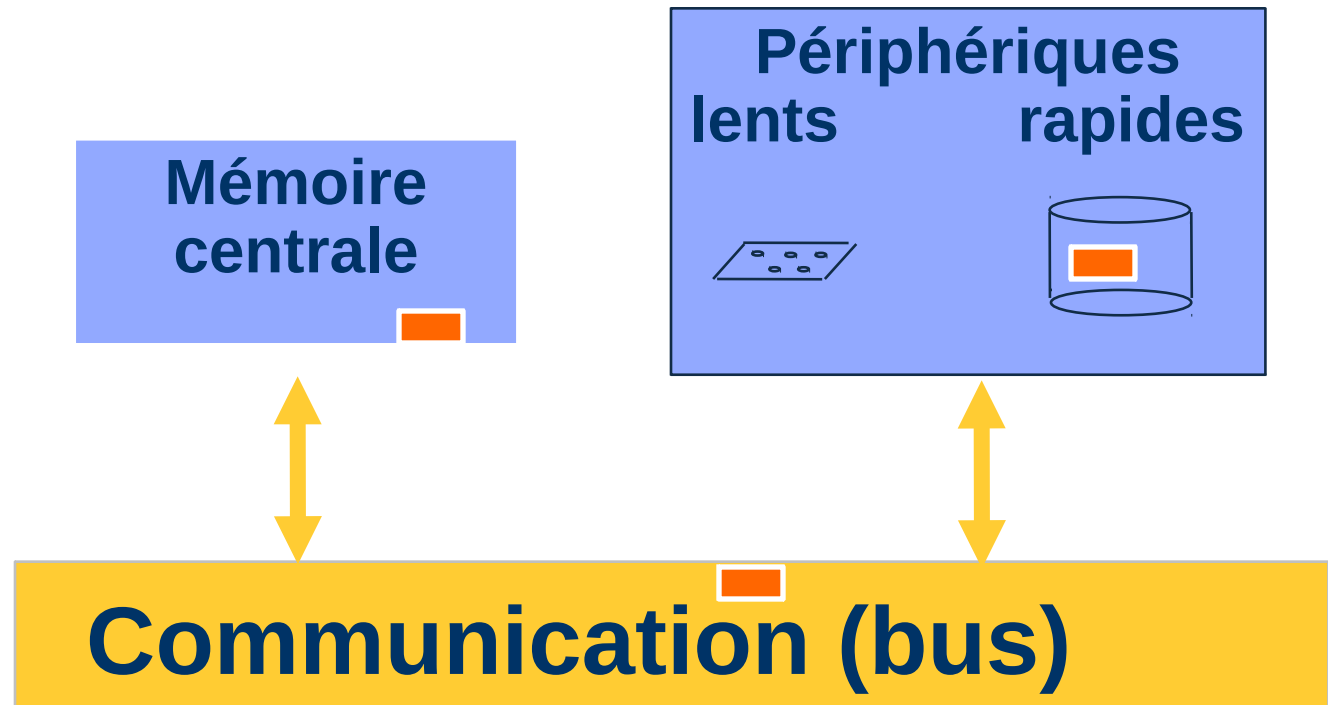 Périphériques
lents rapides
Mémoire
centrale
Communication (bus)